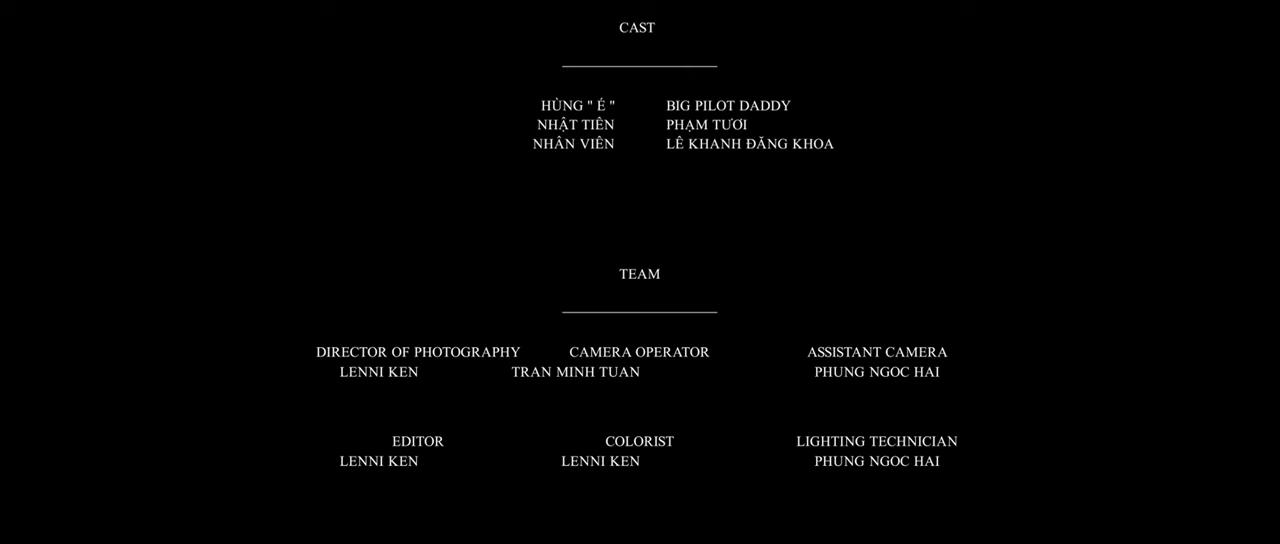 CAST
HÙNG " É " BIG PILOT DADDY
NHẬT TIÊN PHẠM TƯƠI
NHÂN VIÊN LÊ KHANH ĐĂNG KHOA
TEAM
DIRECTOR OF PHOTOGRAPHY CAMERA OPERATOR ASSISTANT CAMERA
LENNI KEN TRAN MINH TUAN PHUNG NGOC HAI
EDITOR COLORIST LIGHTING TECHNICIAN
LENNI KEN LENNI KEN PHUNG NGOC HAI